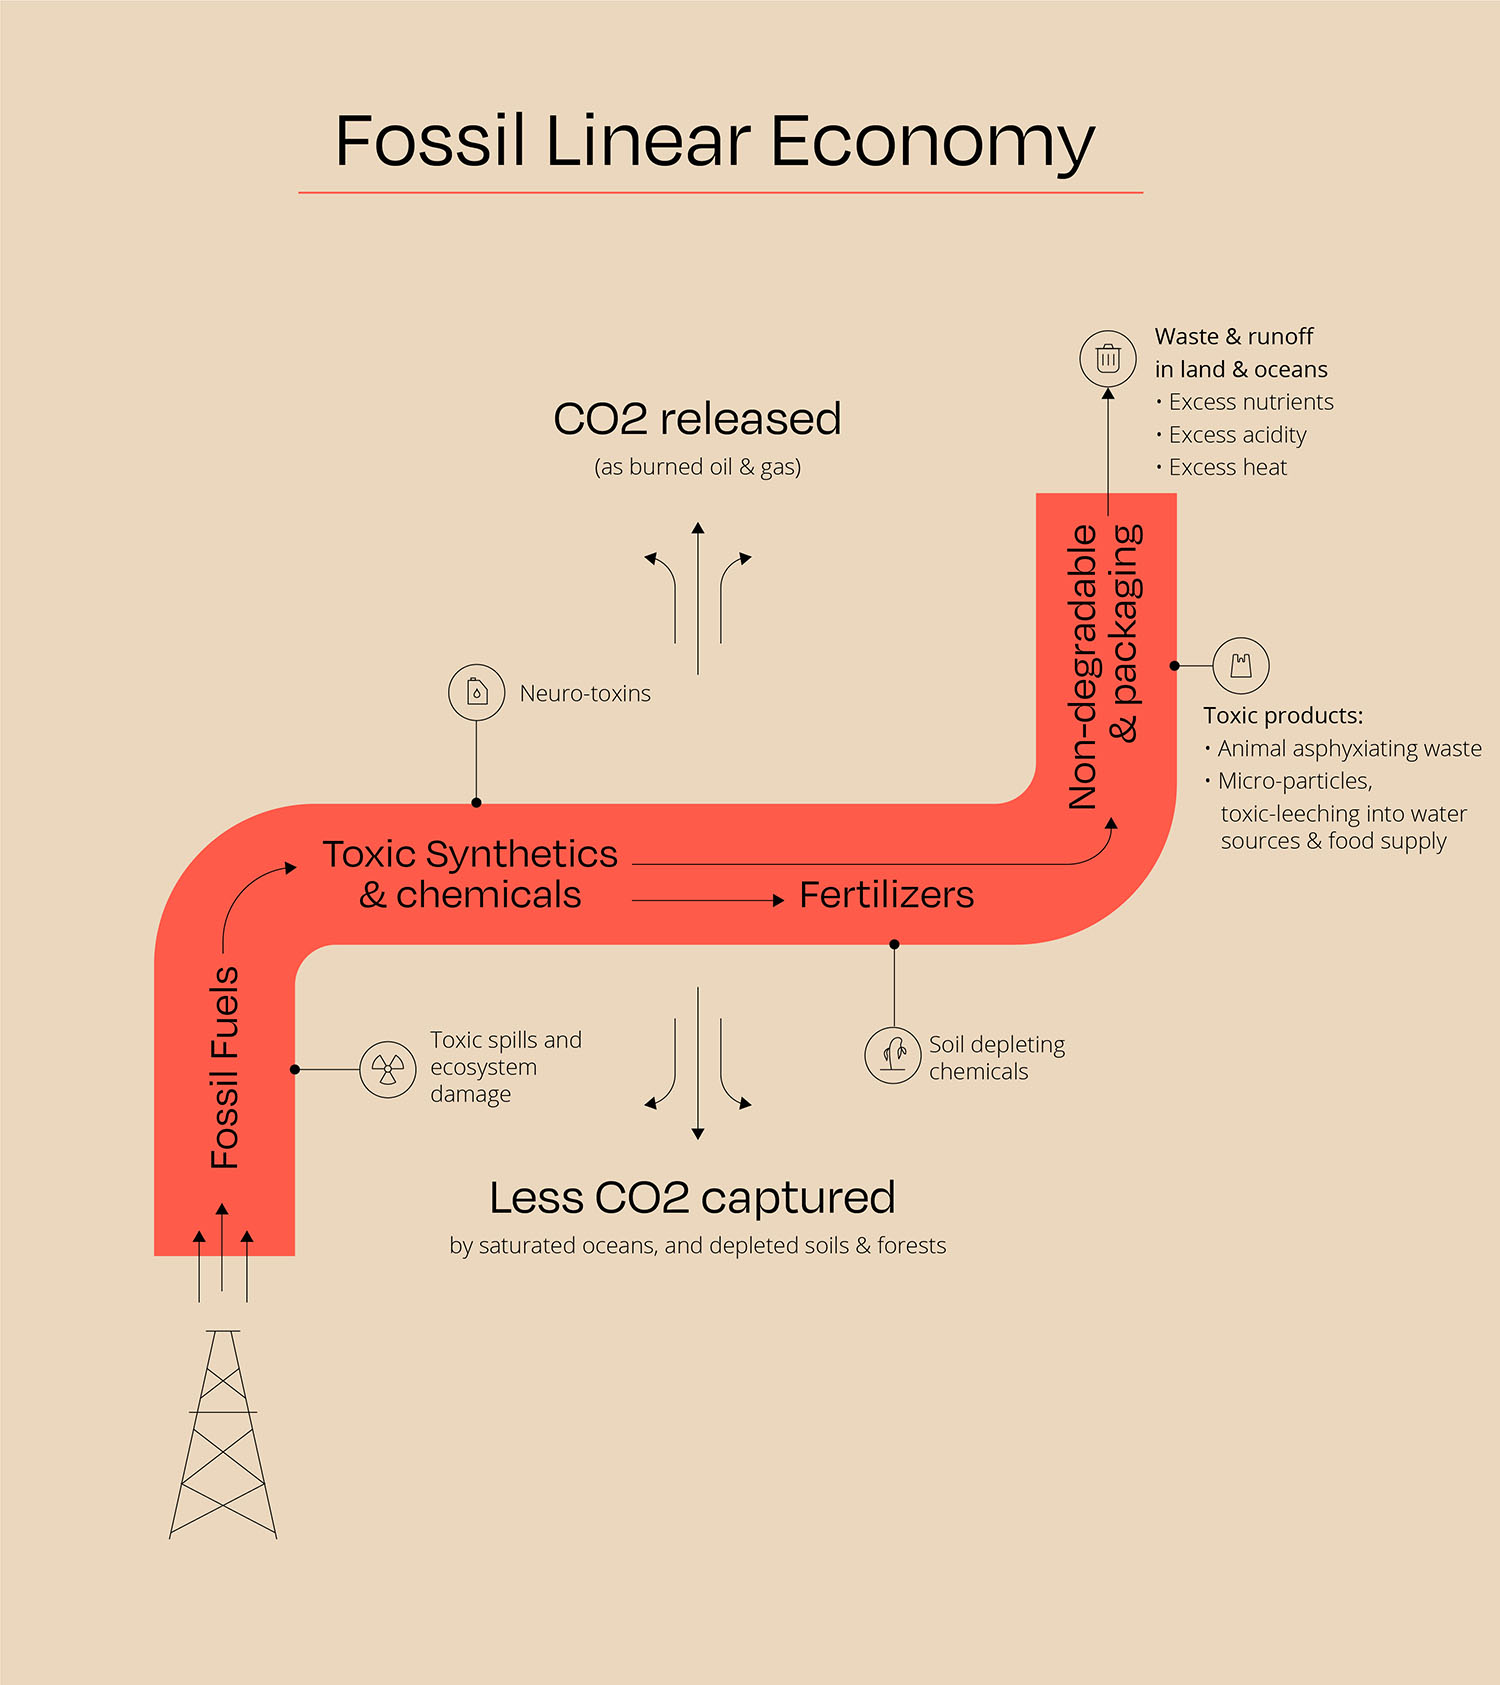 Fossil Linear Economy
Waste & runoff
in land & oceans
• Excess nutrients
• Excess acidity
• Excess heat
CO2 released
(as burned oil & gas)
Non-degradable
& packaging
Neuro-toxins
Toxic products:
• Animal asphyxiating waste
• Micro-particles,
toxic-leeching into water
sources & food supply
Toxic Synthetics
& chemicals
Fertilizers
Fossil Fuels
Toxic spills and
ecosystem
damage
Soil depleting
chemicals
Less CO2 captured
by saturated oceans, and depleted soils & forests